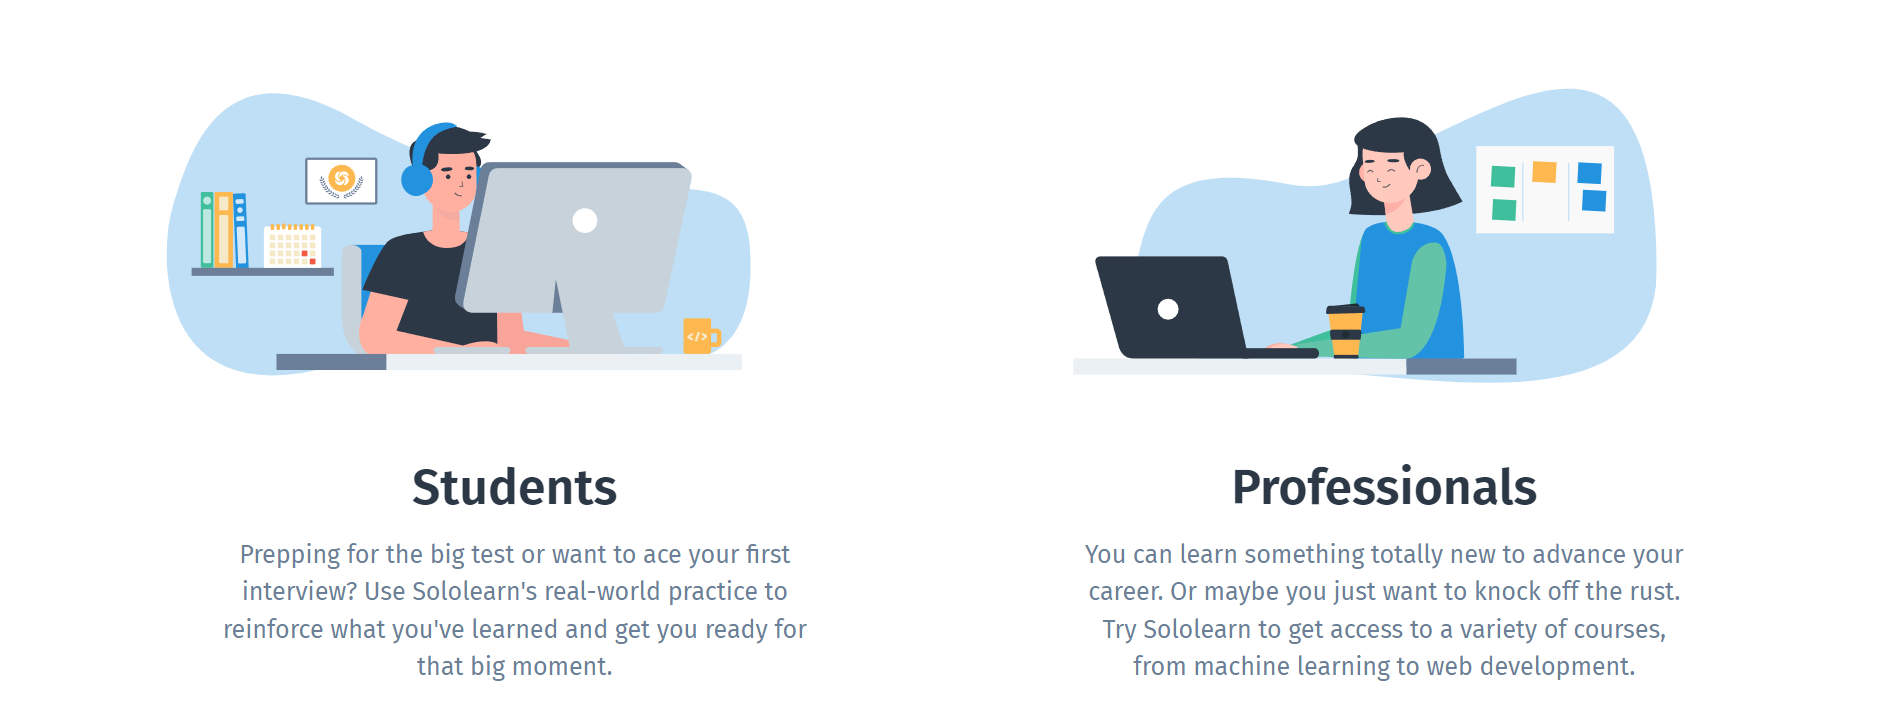 </>
Students
Prepping for the big test or want to ace your first
interview? Use Sololearn's real-world practice to
reinforce what you've learned and get you ready for
that big moment.
Professionals
You can learn something totally new to advance your
career. Or maybe you just want to knock off the rust.
Try Sololearn to get access to a variety of courses,
from machine learning to web development.